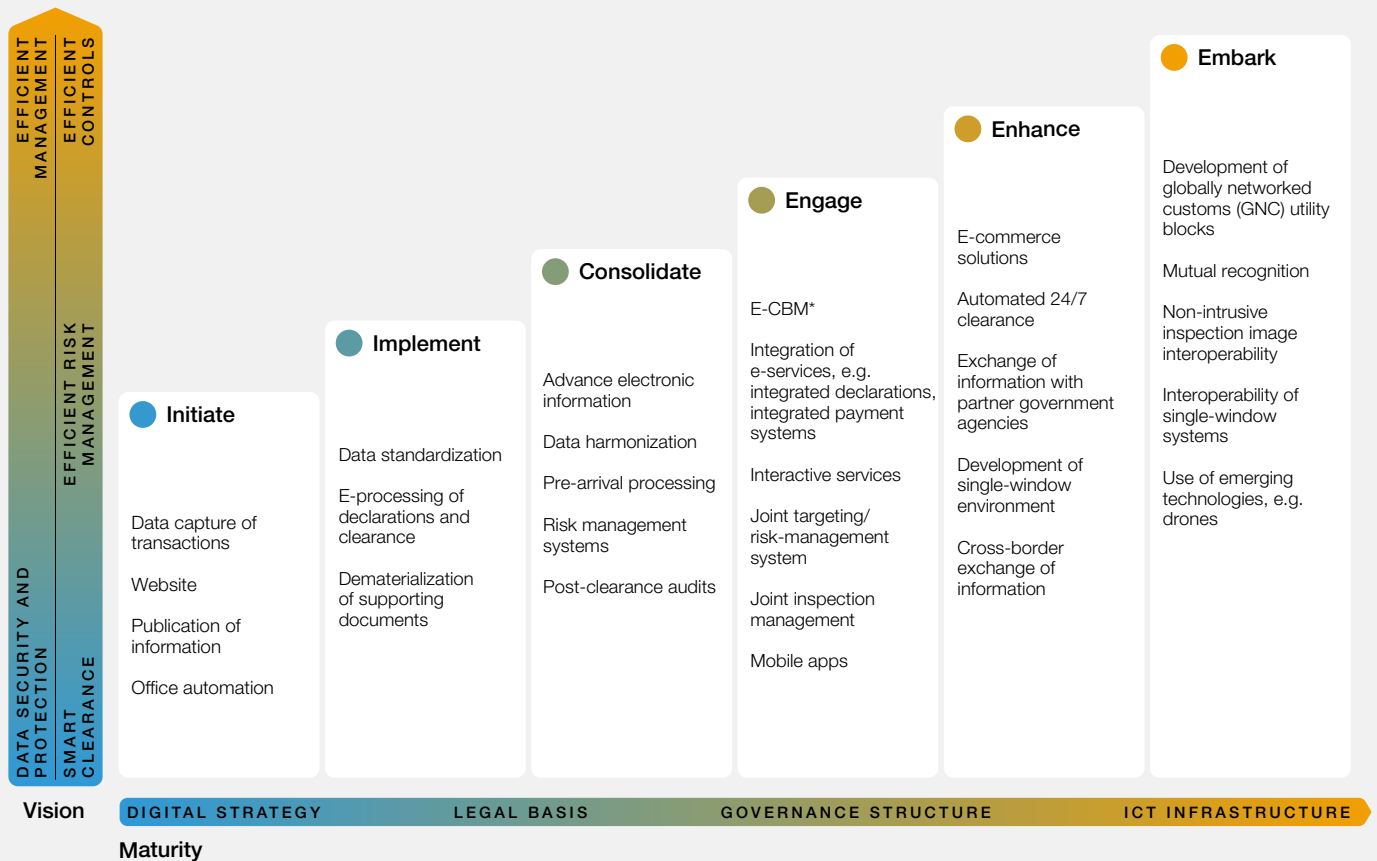 EFFICIENT
MANAGEMENT
EFFICIENT
CONTROLS
EFFICIENT RISK
MANAGEMENT
DATA SECURITY AND
PROTECTION
SMART
CLEARANCE
Initiate
Data capture of
transactions
Website
Publication of
information
Office automation
Implement
Data standardization
E-processing of
declarations and
clearance
Dematerialization
of supporting
documents
Consolidate
Advance electronic
information
Data harmonization
Pre-arrival processing
Risk management
systems
Post-clearance audits
Engage
E-CBM*
Integration of
e-services, e.g.
integrated declarations,
integrated payment
systems
Interactive services
Joint targeting/
risk-management
system
Joint inspection
management
Mobile apps
Enhance
E-commerce
solutions
Automated 24/7
clearance
Exchange of
information with
partner government
agencies
Development of
single-window
environment
Cross-border
exchange of
information
Embark
Development of
globally networked
customs (GNC) utility
blocks
Mutual recognition
Non-intrusive
inspection image
interoperability
Interoperability of
single-window
systems
Use of emerging
technologies, e.g.
drones
Vision
DIGITAL STRATEGY
LEGAL BASIS
GOVERNANCE STRUCTURE
ICT INFRASTRUCTURE
Maturity